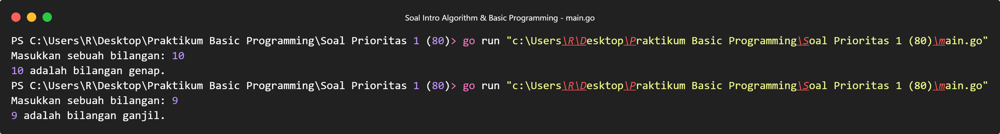 Soal Intro Algorithm & Basic Programming - main.go
PS C:\Users\R\Desktop\Praktikum Basic Programming\Soal Prioritas 1 (80)> go run "c:\Users\R\Desktop\Praktikum Basic Programming\Soal Prioritas 1 (80)\main.go"
Masukkan sebuah bilangan: 10
10 adalah bilangan genap.
PS C:\Users\R\Desktop\Praktikum Basic Programming\Soal Prioritas 1 (80)> go run "c:\Users\R\Desktop\Praktikum Basic Programming\Soal Prioritas 1 (80)\main.go"
Masukkan sebuah bilangan: 9
9 adalah bilangan ganjil.